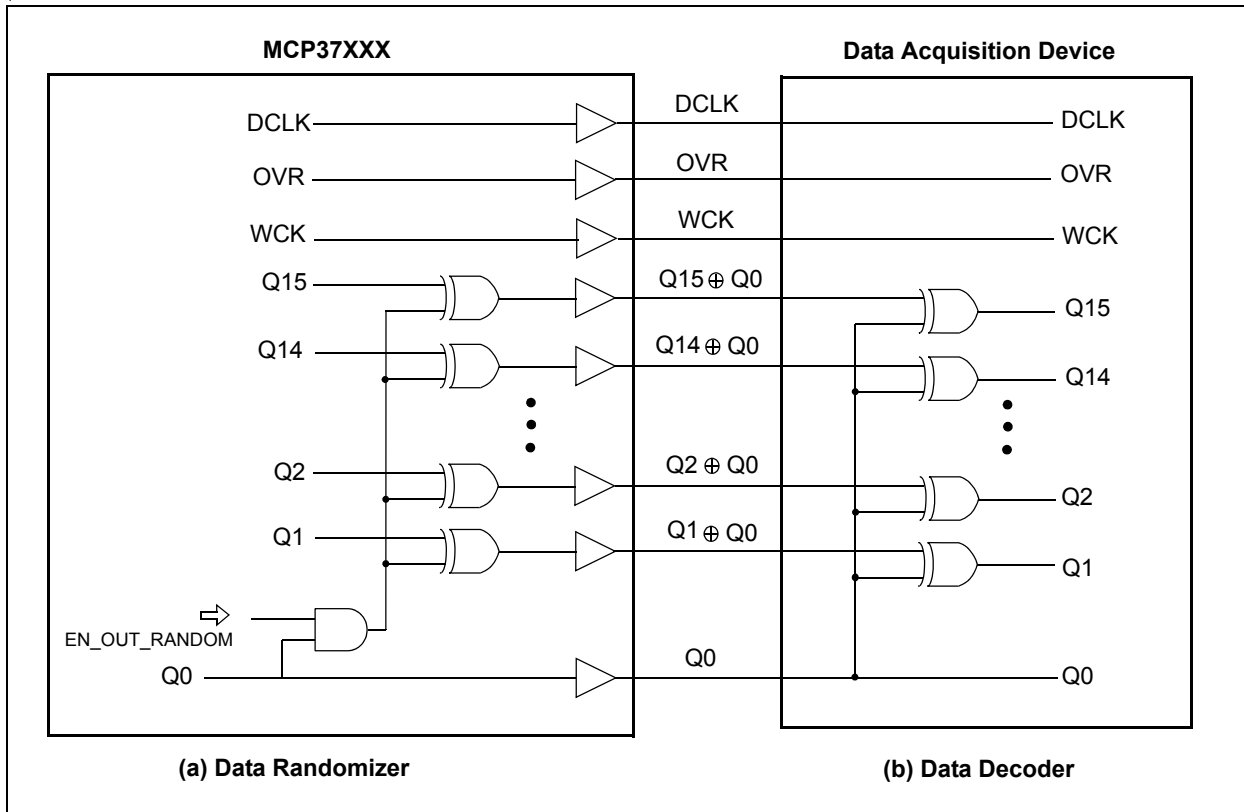 MCP37XXX
Data Acquisition Device
DCLK
DCLK
DCLK
OVR
OVR
OVR
WCK
WCK
WCK
Q15
Q15 ⊕ Q0
Q15
Q14
Q14 ⊕ Q0
Q14
Q2
Q2 ⊕ Q0
Q2
Q1
Q1 ⊕ Q0
Q1
EN_OUT_RANDOM
Q0
Q0
Q0
(a) Data Randomizer
(b) Data Decoder